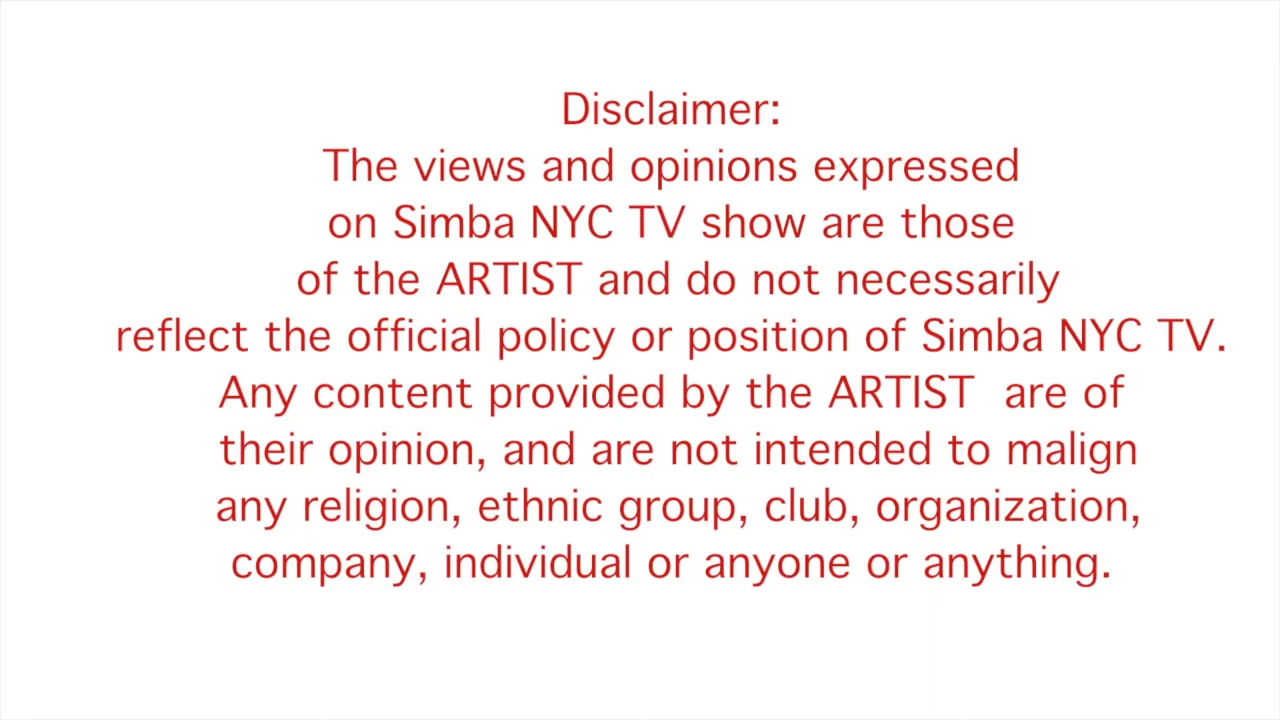 Disclaimer:
The views and opinions expressed
on Simba NYC TV show are those
of the ARTIST and do not necessarily
reflect the official policy or position of Simba NYC TV.
Any content provided by the ARTIST  are of
their opinion, and are not intended to malign
any religion, ethnic group, club, organization,
company, individual or anyone or anything.